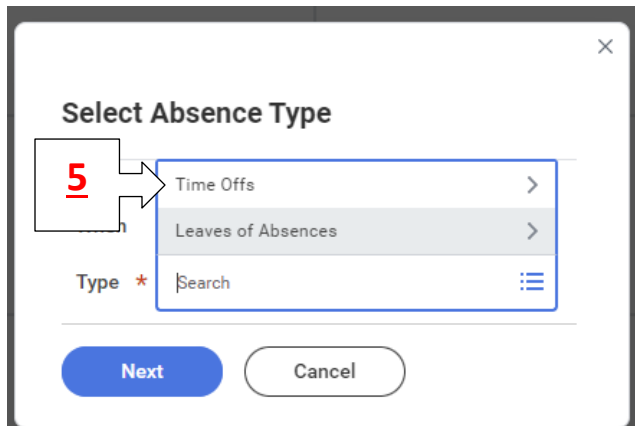 Select Absence Type
5
Time Offs
Leaves of Absences
Type * Search
Next Cancel